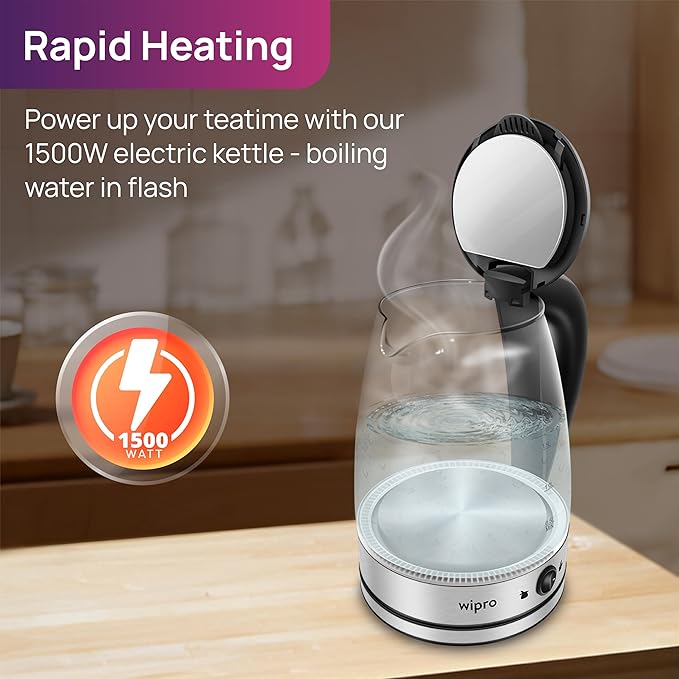 Rapid Heating
Power up your teatime with our
1500W electric kettle - boiling
water in flash
1500
WATT
wipro